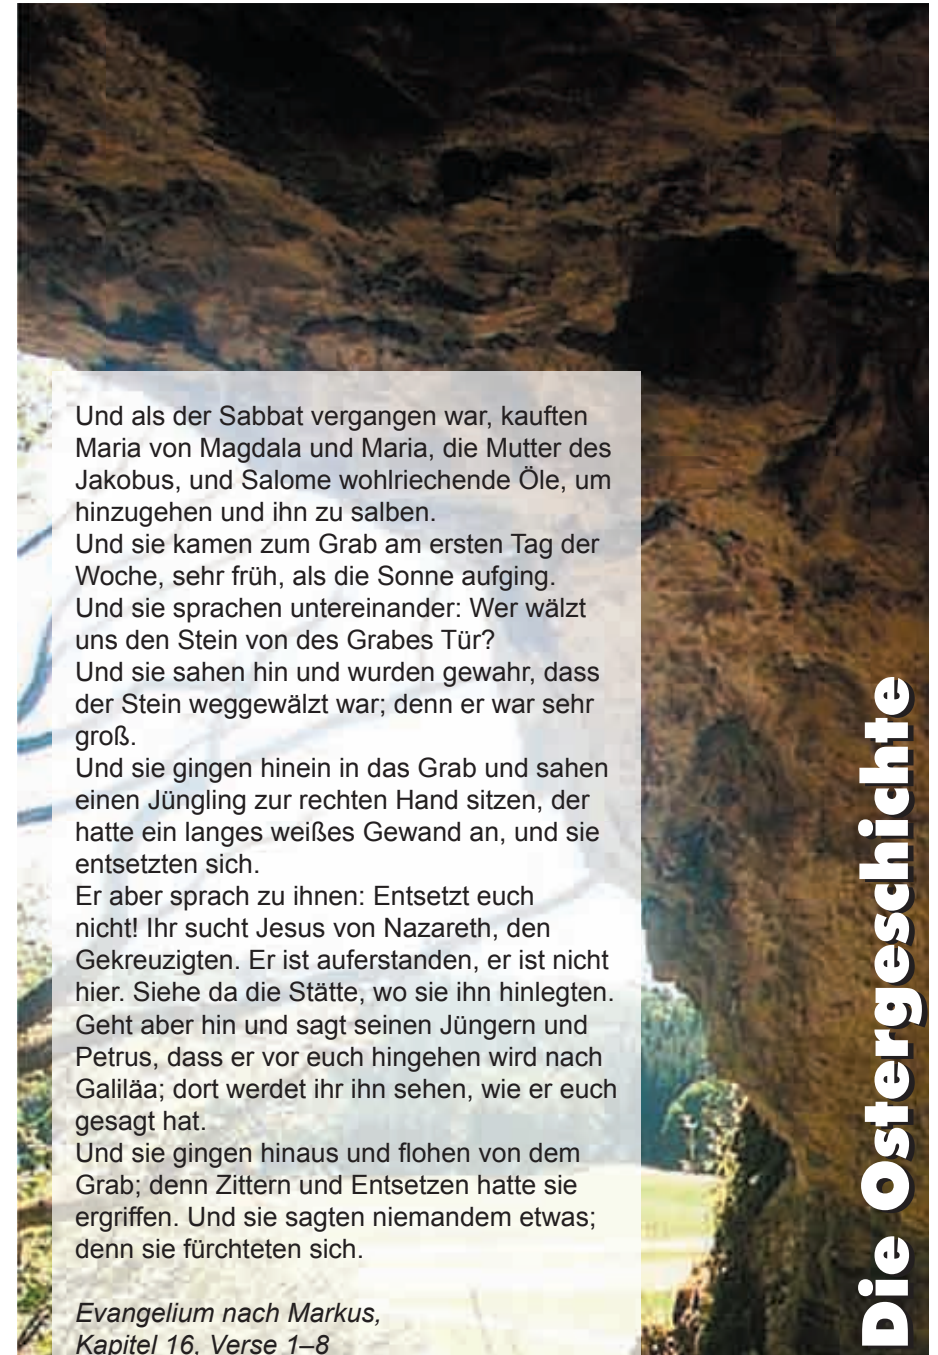 Und als der Sabbat vergangen war, kauften
Maria von Magdala und Maria, die Mutter des
Jakobus, und Salome wohlriechende Öle, um
hinzugehen und ihn zu salben.
Und sie kamen zum Grab am ersten Tag der
Woche, sehr früh, als die Sonne aufging.
Und sie sprachen untereinander: Wer wälzt
uns den Stein von des Grabes Tür?
Und sie sahen hin und wurden gewahr, dass
der Stein weggewälzt war; denn er war sehr
groß.
Und sie gingen hinein in das Grab und sahen
einen Jüngling zur rechten Hand sitzen, der
hatte ein langes weißes Gewand an, und sie
entsetzten sich.
Er aber sprach zu ihnen: Entsetzt euch
nicht! Ihr sucht Jesus von Nazareth, den
Gekreuzigten. Er ist auferstanden, er ist nicht
hier. Siehe da die Stätte, wo sie ihn hinlegten.
Geht aber hin und sagt seinen Jüngern und
Petrus, dass er vor euch hingehen wird nach
Galiläa; dort werdet ihr ihn sehen, wie er euch
gesagt hat.
Und sie gingen hinaus und flohen von dem
Grab; denn Zittern und Entsetzen hatte sie
ergriffen. Und sie sagten niemandem etwas;
denn sie fürchteten sich.
Evangelium nach Markus,
Kapitel 16, Verse 1–8
Die Ostergeschichte